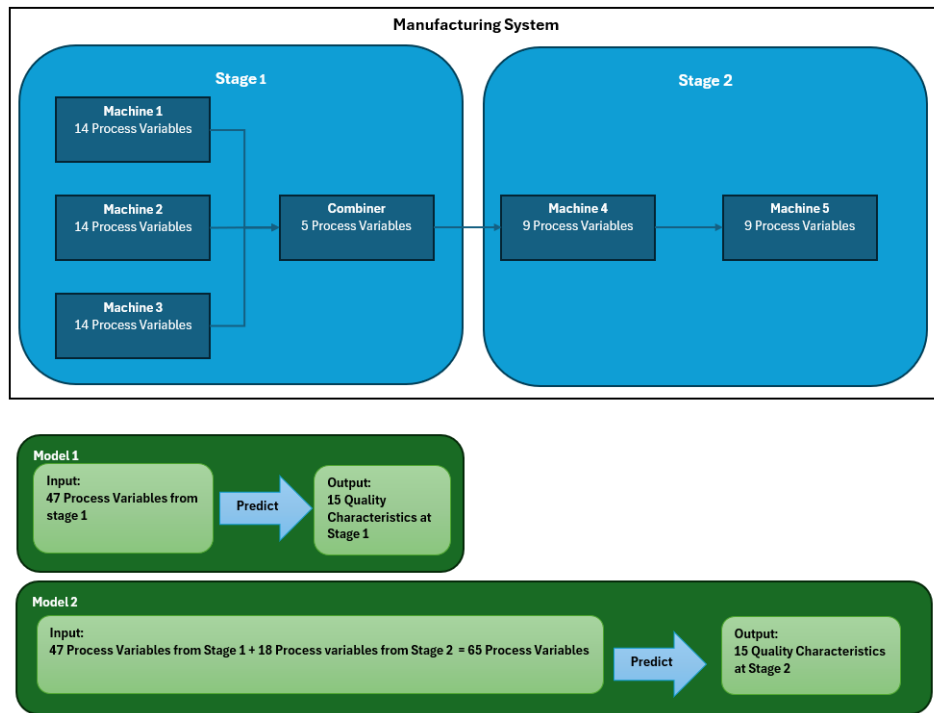 Manufacturing System
Stage 1
Stage 2
Machine 1
14 Process Variables
Machine 2
14 Process Variables
Combiner
5 Process Variables
Machine 4
9 Process Variables
Machine 5
9 Process Variables
Machine 3
14 Process Variables
Model 1
Input:
47 Process Variables from
stage 1
Predict
Output:
15 Quality
Characteristics at
Stage 1
Model 2
Input:
47 Process Variables from Stage 1 + 18 Process variables from Stage 2 = 65 Process Variables
Predict
Output:
15 Quality Characteristics
at Stage 2